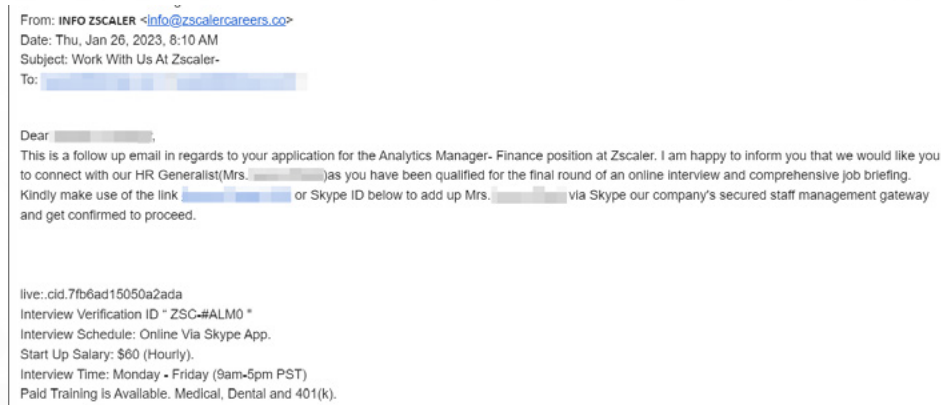 From: INFO ZSCALER <info@zscalercareers.co>
Date: Thu, Jan 26, 2023, 8:10 AM
Subject: Work With Us At Zscaler-
To:
Dear ,
This is a follow up email in regards to your application for the Analytics Manager- Finance position at Zscaler. I am happy to inform you that we would like you
to connect with our HR Generalist(Mrs. )as you have been qualified for the final round of an online interview and comprehensive job briefing.
Kindly make use of the link or Skype ID below to add up Mrs. via Skype our company's secured staff management gateway
and get confirmed to proceed.
live:.cid.7fb6ad15050a2ada
Interview Verification ID “ ZSC-#ALM0 "
Interview Schedule: Online Via Skype App.
Start Up Salary: $60 (Hourly).
Interview Time: Monday - Friday (9am-5pm PST)
Paid Training is Available. Medical, Dental and 401(k).